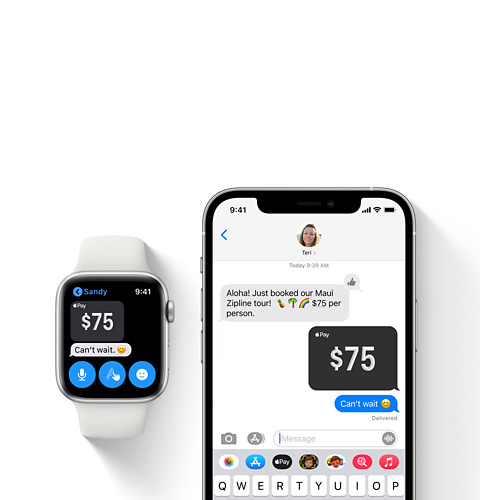 Sandy 9:41
Pay
$75
Can't wait.
9:41
Teri
Today 9:39 AM
Aloha! Just booked our Maui
Zipline tour! $75 per
person.
Pay
$75
Can't wait
Delivered
Message
Pay
Q W E R T Y U I O P